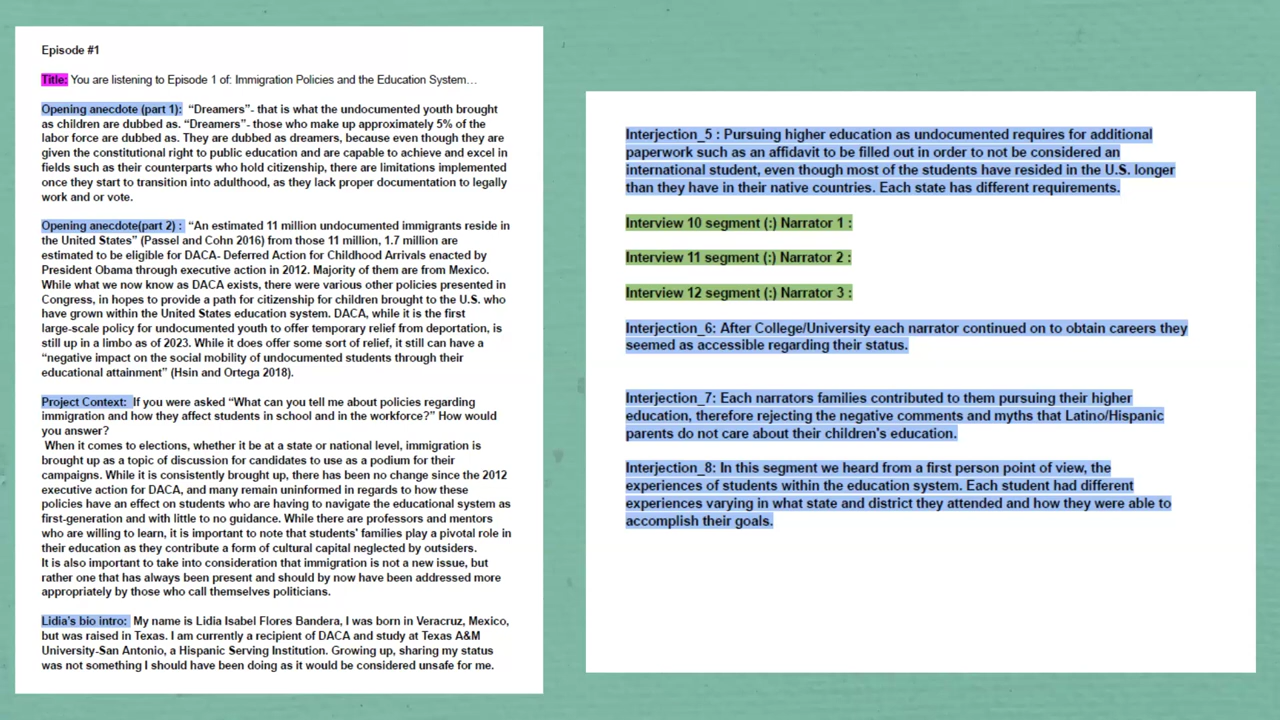 Episode #1
Title: You are listening to Episode 1 of: Immigration Policies and the Education System…
Opening anecdote (part 1): “Dreamers”- that is what the undocumented youth brought
as children are dubbed as. “Dreamers”- those who make up approximately 5% of the
labor force are dubbed as. They are dubbed as dreamers, because even though they are
given the constitutional right to public education and are capable to achieve and excel in
fields such as their counterparts who hold citizenship, there are limitations implemented
once they start to transition into adulthood, as they lack proper documentation to legally
work and or vote.
Opening anecdote(part 2) : “An estimated 11 million undocumented immigrants reside in
the United States” (Passel and Cohn 2016) from those 11 million, 1.7 million are
estimated to be eligible for DACA- Deferred Action for Childhood Arrivals enacted by
President Obama through executive action in 2012. Majority of them are from Mexico.
While what we now know as DACA exists, there were various other policies presented in
Congress, in hopes to provide a path for citizenship for children brought to the U.S. who
have grown within the United States education system. DACA, while it is the first
large-scale policy for undocumented youth to offer temporary relief from deportation, is
still up in a limbo as of 2023. While it does offer some sort of relief, it still can have a
“negative impact on the social mobility of undocumented students through their
educational attainment” (Hsin and Ortega 2018).
Project Context: If you were asked “What can you tell me about policies regarding
immigration and how they affect students in school and in the workforce?” How would
you answer?
When it comes to elections, whether it be at a state or national level, immigration is
brought up as a topic of discussion for candidates to use as a podium for their
campaigns. While it is consistently brought up, there has been no change since the 2012
executive action for DACA, and many remain uninformed in regards to how these
policies have an effect on students who are having to navigate the educational system as
first-generation and with little to no guidance. While there are professors and mentors
who are willing to learn, it is important to note that students' families play a pivotal role in
their education as they contribute a form of cultural capital neglected by outsiders.
It is also important to take into consideration that immigration is not a new issue, but
rather one that has always been present and should by now have been addressed more
appropriately by those who call themselves politicians.
Lidia's bio intro: My name is Lidia Isabel Flores Bandera, I was born in Veracruz, Mexico,
but was raised in Texas. I am currently a recipient of DACA and study at Texas A&M
University-San Antonio, a Hispanic Serving Institution. Growing up, sharing my status
was not something I should have been doing as it would be considered unsafe for me.
Interjection_5 : Pursuing higher education as undocumented requires for additional
paperwork such as an affidavit to be filled out in order to not be considered an
international student, even though most of the students have resided in the U.S. longer
than they have in their native countries. Each state has different requirements.
Interview 10 segment (:) Narrator 1 :
Interview 11 segment (:) Narrator 2 :
Interview 12 segment (:) Narrator 3 :
Interjection_6: After College/University each narrator continued on to obtain careers they
seemed as accessible regarding their status.
Interjection_7: Each narrators families contributed to them pursuing their higher
education, therefore rejecting the negative comments and myths that Latino/Hispanic
parents do not care about their children's education.
Interjection_8: In this segment we heard from a first person point of view, the
experiences of students within the education system. Each student had different
experiences varying in what state and district they attended and how they were able to
accomplish their goals.